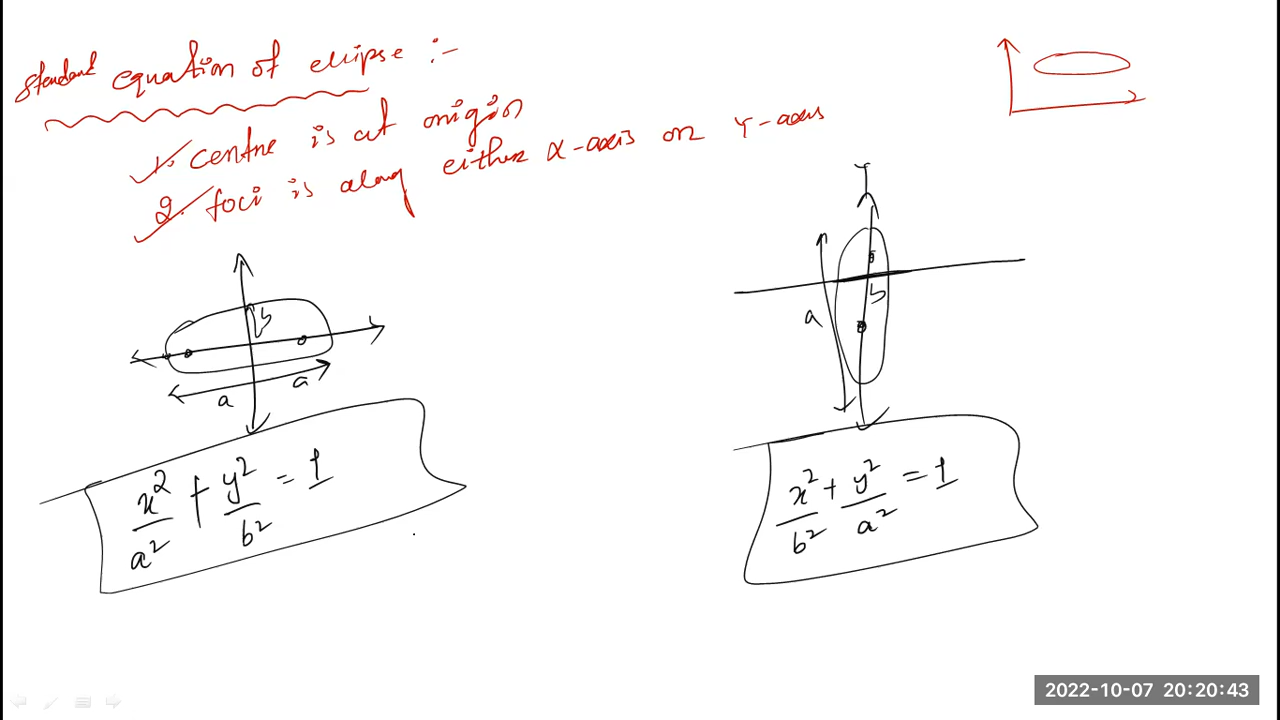 Standard equation of ellipse :-
1. centre is at origin
2. foci is along either x-axis or Y-axis
Y
b
a
a
x²/a² + y²/b² = 1
b
a
x²/b² + y²/a² = 1
2022-10-07 20:20:43